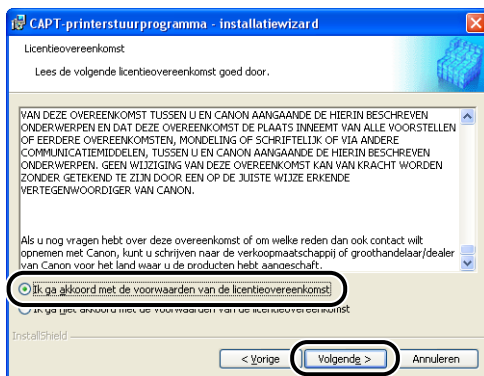 CAPT-printerstuurprogramma - installatiewizard
Licentieovereenkomst
Lees de volgende licentieovereenkomst goed door.
VAN DEZE OVEREENKOMST TUSSEN U EN CANON AANGAANDE DE HIERIN BESCHREVEN
ONDERWERPEN EN DAT DEZE OVEREENKOMST DE PLAATS INNEEMT VAN ALLE VOORSTELLEN
OF EERDERE OVEREENKOMSTEN, MONDELING OF SCHRIFTELIJK OF VIA ANDERE
COMMUNICATIEMIDDELEN, TUSSEN U EN CANON AANGAANDE DE HIERIN BESCHREVEN
ONDERWERPEN. GEEN WIJZIGING VAN DEZE OVEREENKOMST KAN VAN KRACHT WORDEN
ZONDER GETEKEND TE ZIJN DOOR EEN OP DE JUISTE WIJZE ERKENDE
VERTEGENWOORDIGER VAN CANON.
Als u nog vragen hebt over deze overeenkomst of om welke reden dan ook contact wilt
opnemen met Canon, kunt u schrijven naar de verkoopmaatschappij of groothandelaar/dealer
van Canon voor het land waar u de producten hebt aangeschaft.
Ik ga akkoord met de voorwaarden van de licentieovereenkomst
Ik ga niet akkoord met de voorwaarden van de licentieovereenkomst
InstallShield
< Vorige
Volgende >
Annuleren